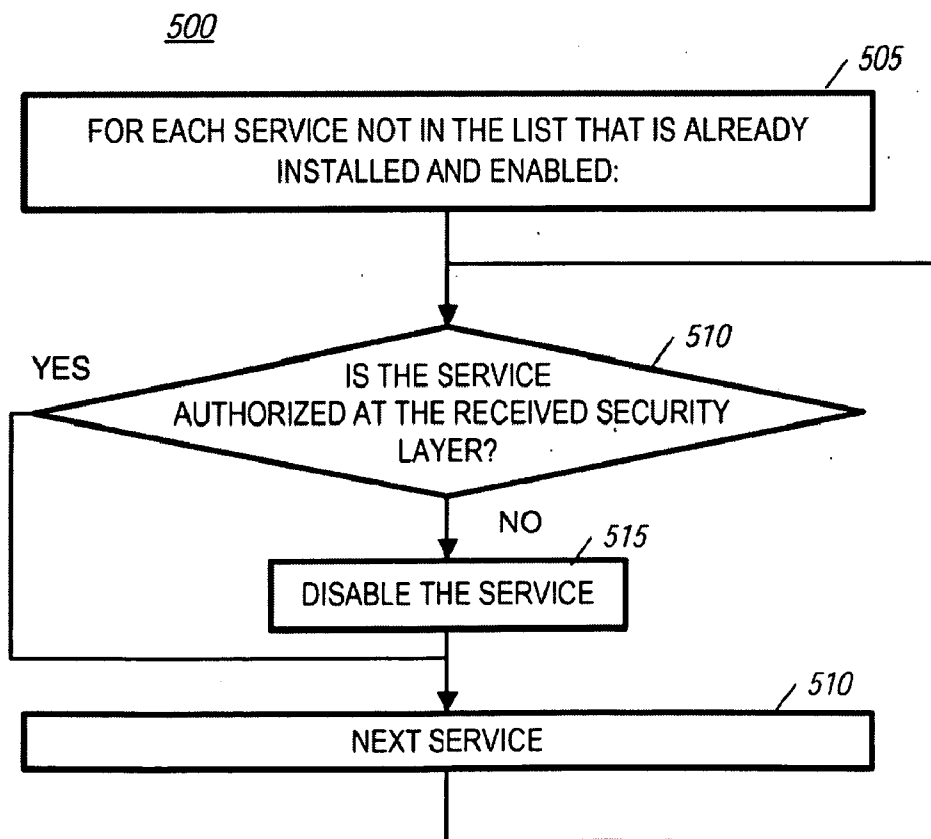 500
505
FOR EACH SERVICE NOT IN THE LIST THAT IS ALREADY
INSTALLED AND ENABLED:
510
YES
IS THE SERVICE
AUTHORIZED AT THE RECEIVED SECURITY
LAYER?
NO
515
DISABLE THE SERVICE
510
NEXT SERVICE